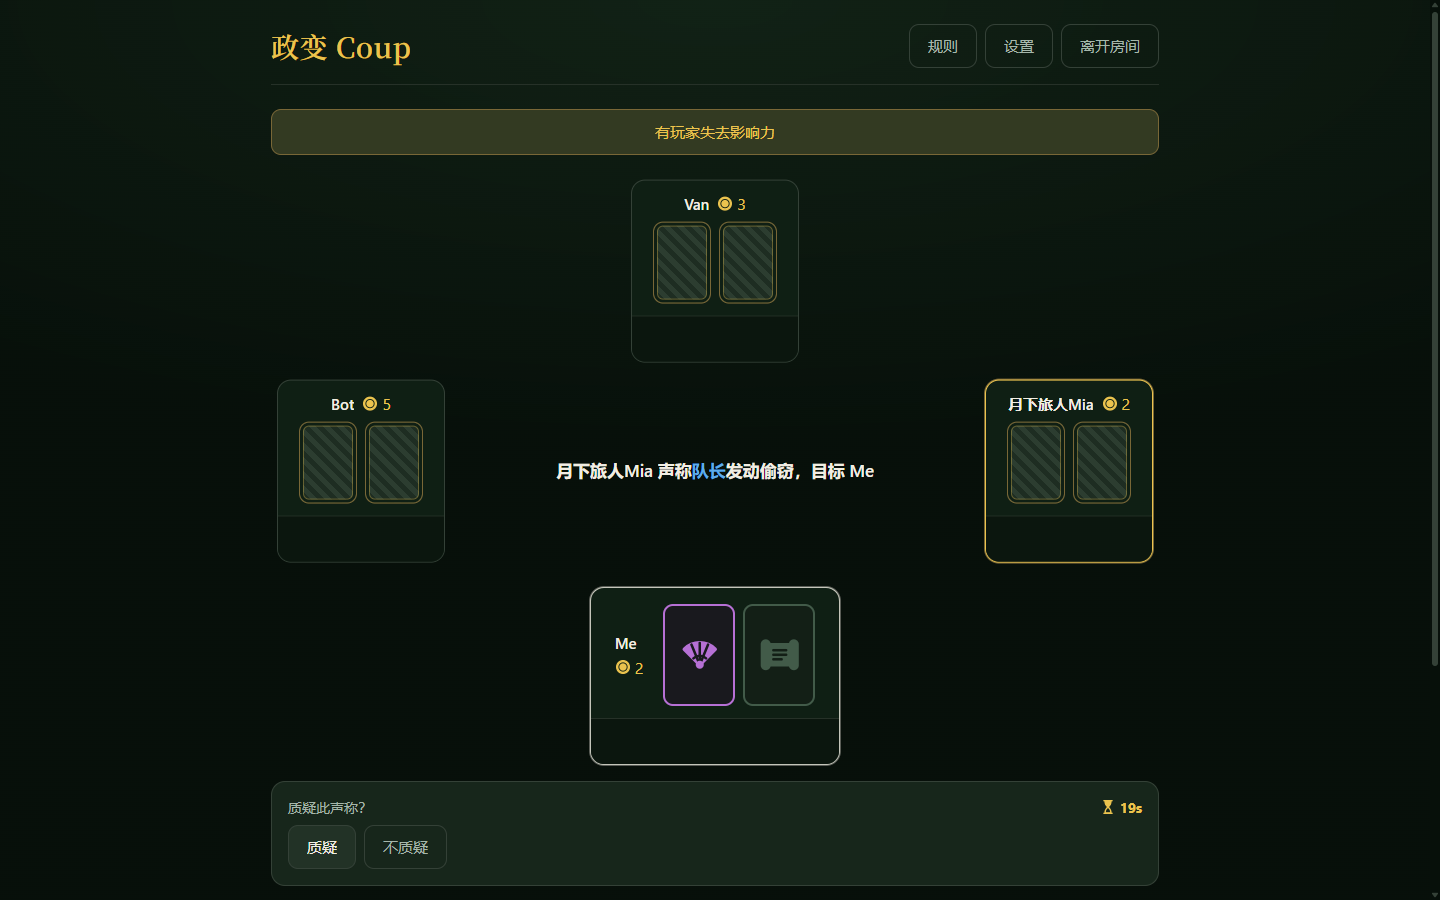 政变 Coup
规则
设置
离开房间
有玩家失去影响力
Van 3
Bot 5
月下旅人Mia 2
月下旅人Mia 声称队长发动偷窃，目标 Me
Me
2
质疑此声称?
19s
质疑
不质疑